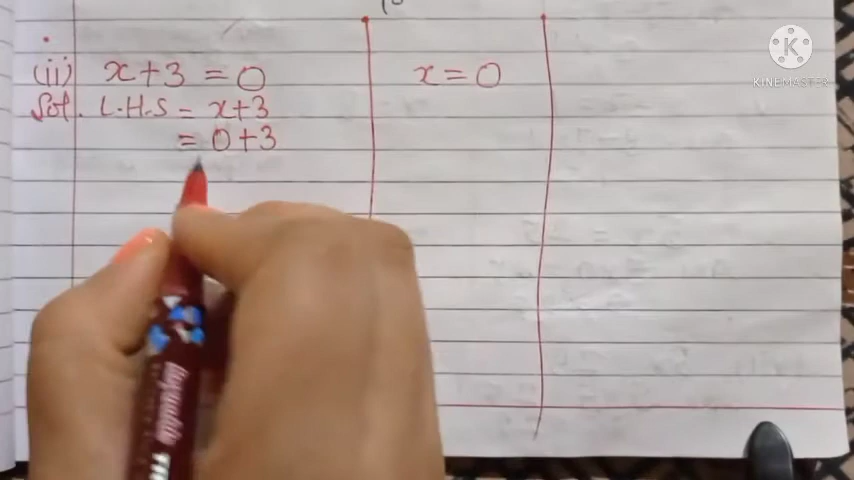 (ii) x+3 = 0
x = 0
Sol. L.H.S = x+3
= 0+3
K
KINEMASTER